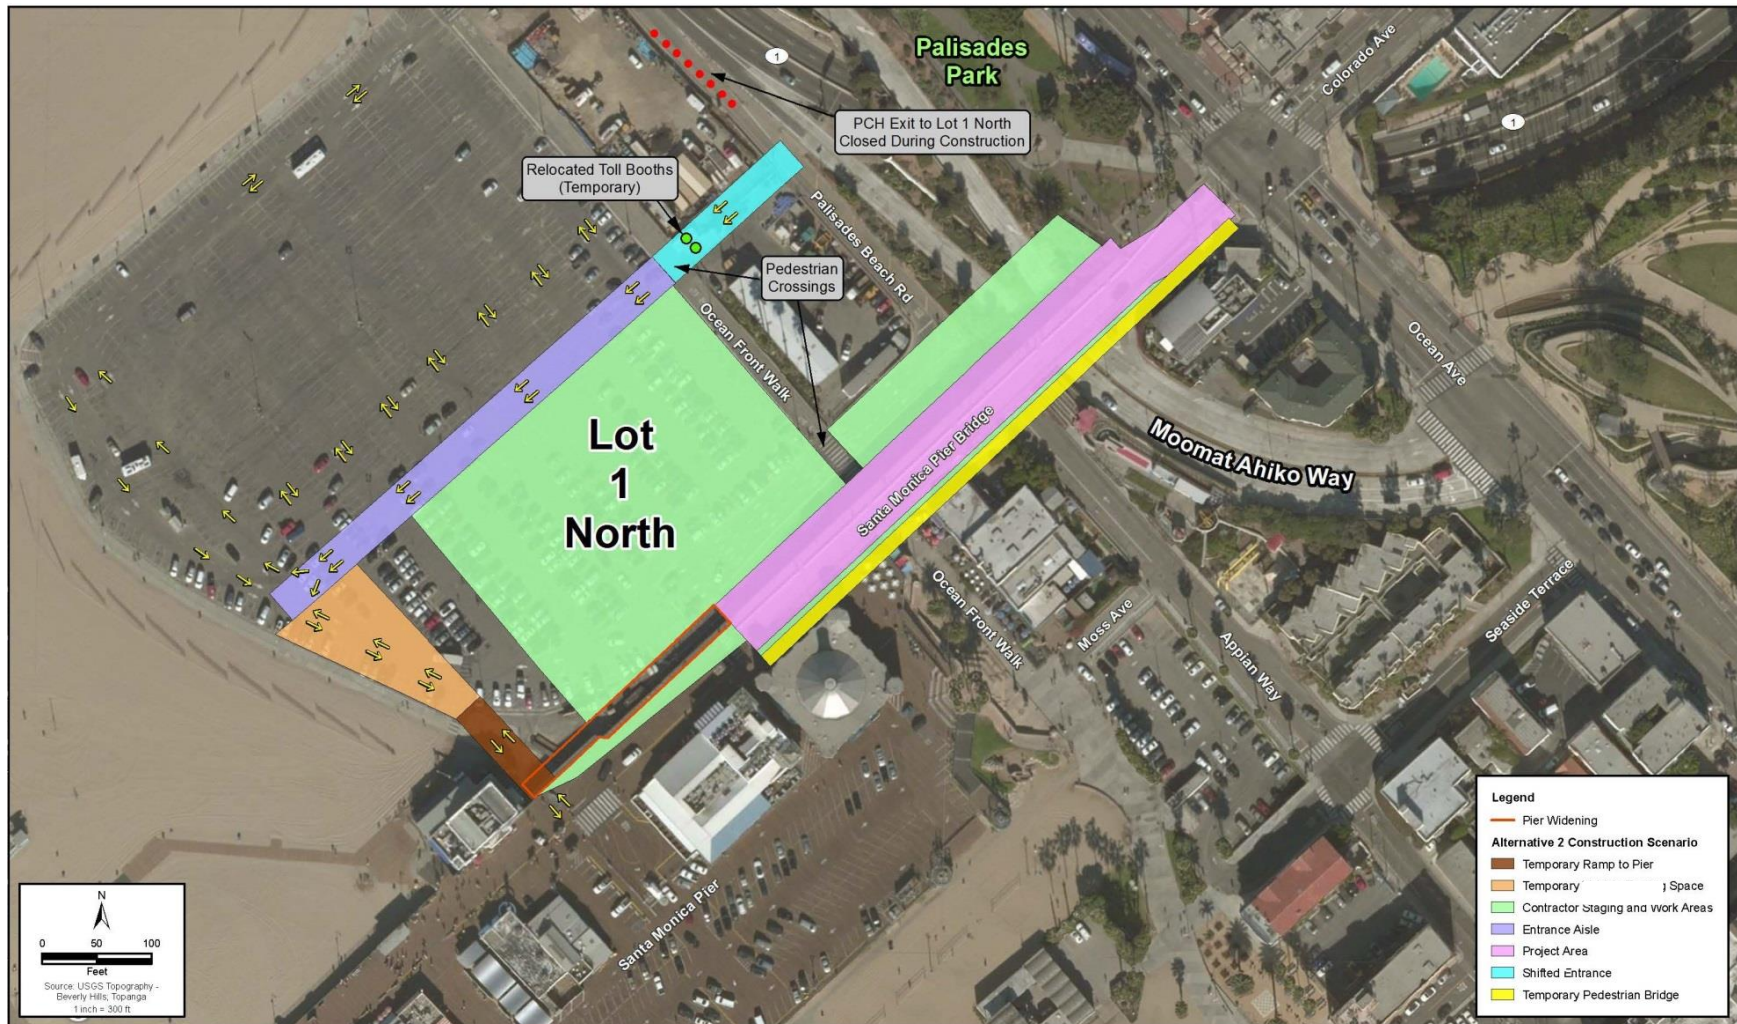 Palisades
Park
1
Colorado Ave
1
PCH Exit to Lot 1 North
Closed During Construction
Relocated Toll Booths
(Temporary)
Palisades Beach Rd
Pedestrian
Crossings
Ocean Front Walk
Ocean Ave
Lot
1
North
Santa Monica Pier Bridge
Moomat Ahiko Way
Ocean Front Walk
Moss Ave
Appian Way
Seaside Terrace
Santa Monica Pier
N
0 50 100
Feet
Source: USGS Topography -
Beverly Hills, Topanga
1 inch = 300 ft
Legend
Pier Widening
Alternative 2 Construction Scenario
Temporary Ramp to Pier
Temporary Space
Contractor Staging and Work Areas
Entrance Aisle
Project Area
Shifted Entrance
Temporary Pedestrian Bridge